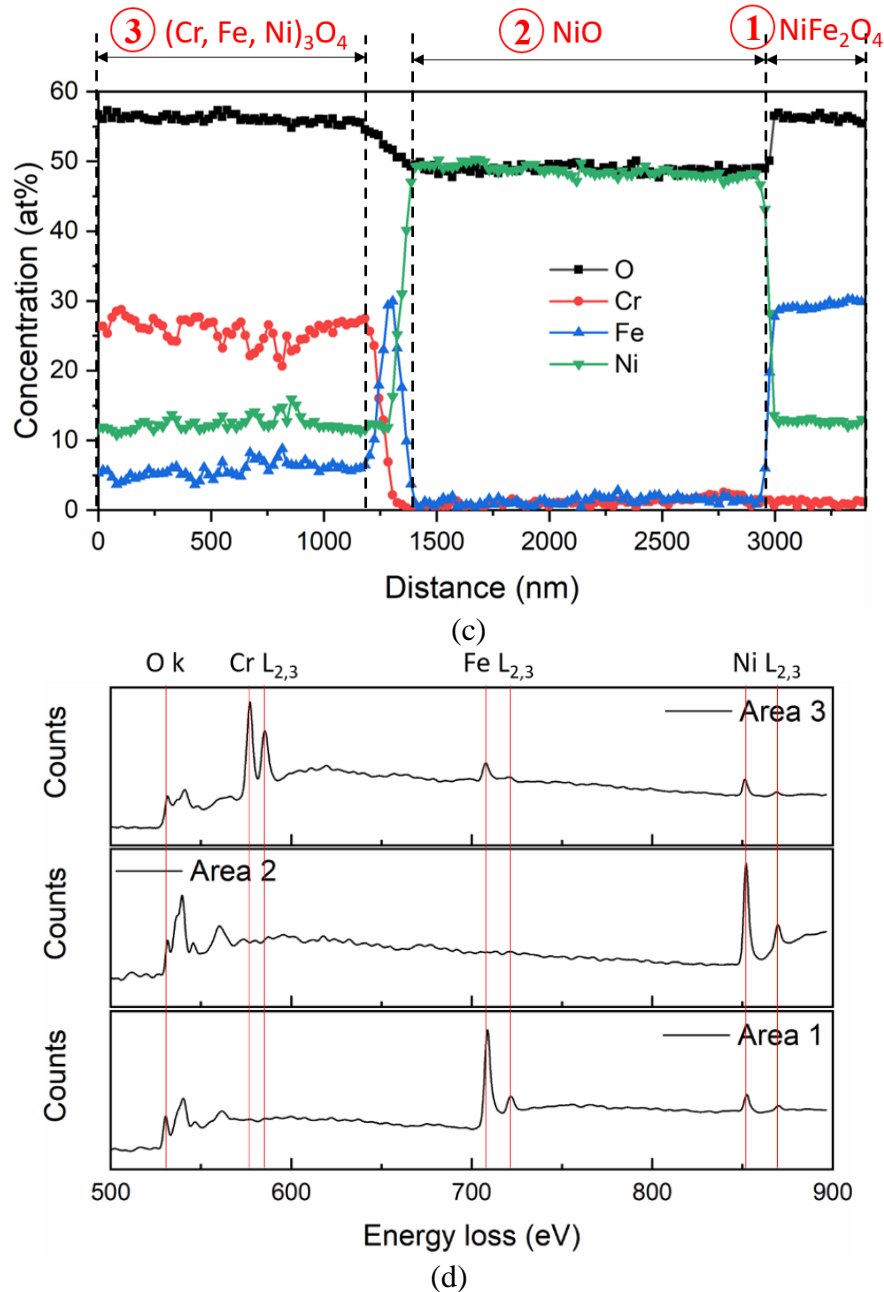 ③ (Cr, Fe, Ni)₃O₄ ② NiO ① NiFe₂O₄
60
50
40
30
20
10
0
Concentration (at%)
O
Cr
Fe
Ni
0 500 1000 1500 2000 2500 3000
Distance (nm)
(c)
O k Cr L₂,₃ Fe L₂,₃ Ni L₂,₃
Counts
Area 3
Counts
Area 2
Counts
Area 1
500 600 700 800 900
Energy loss (eV)
(d)